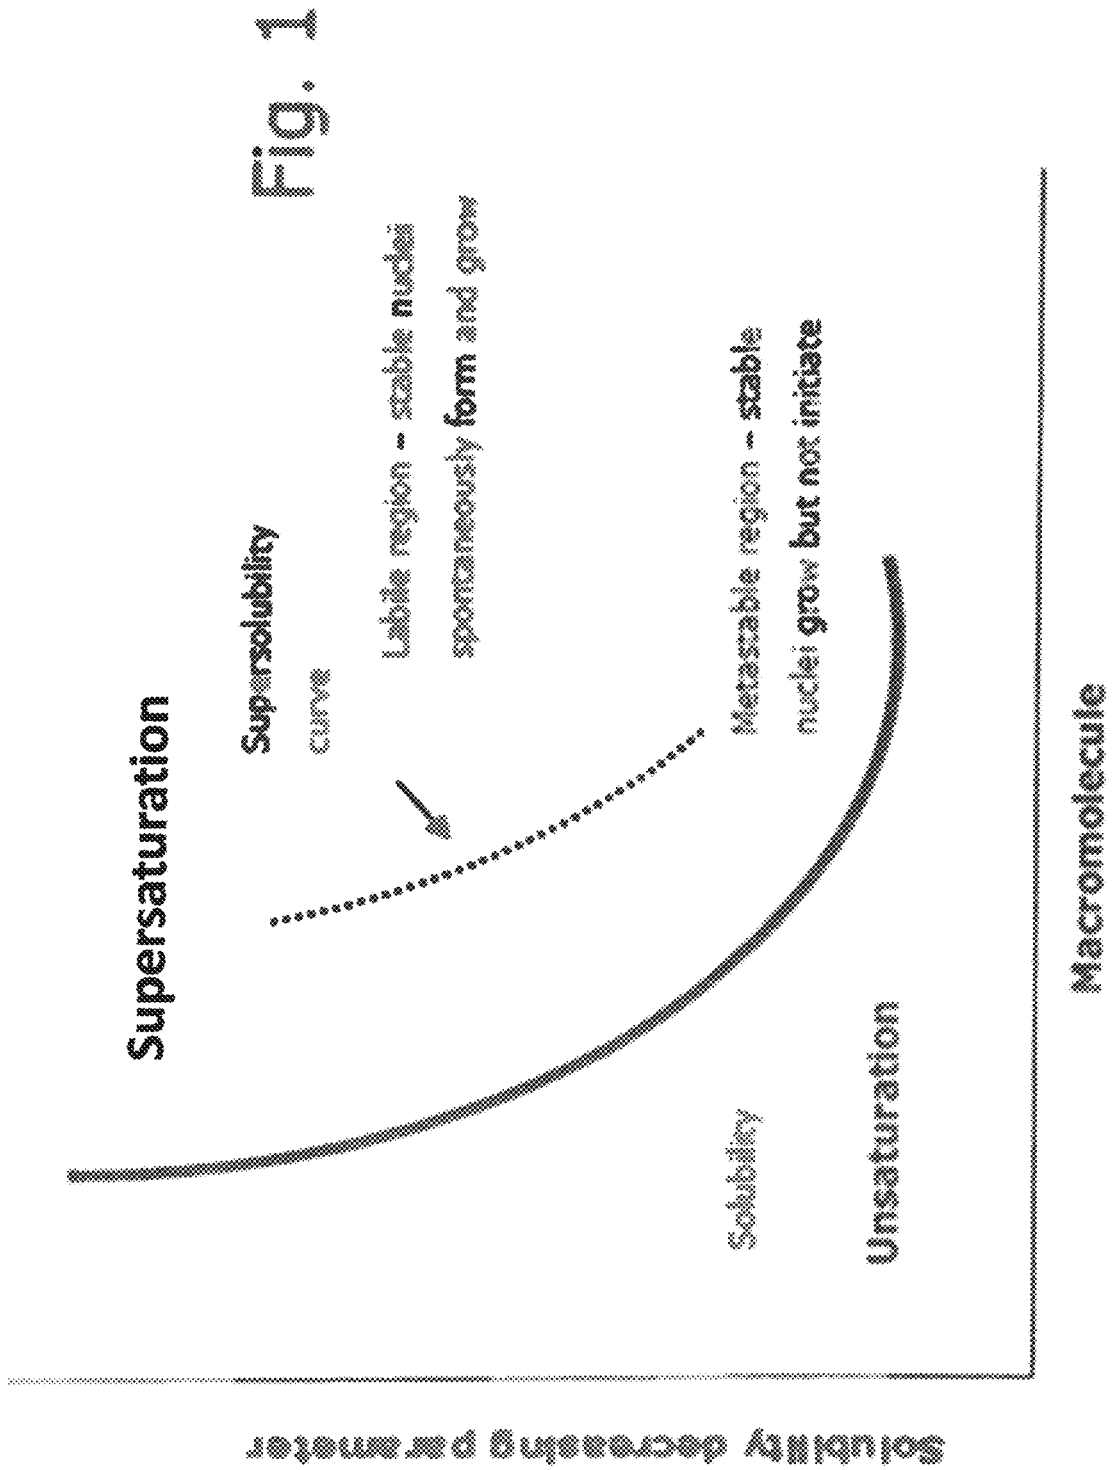 Fig. 1
Supersaturation
Supersolubility
curve
Labile region – stable nuclei
spontaneously form and grow
Metastable region – stable
nuclei grow but not initiate
Solubility
Unsaturation
Macromolecule
Solubility decreasing parameter